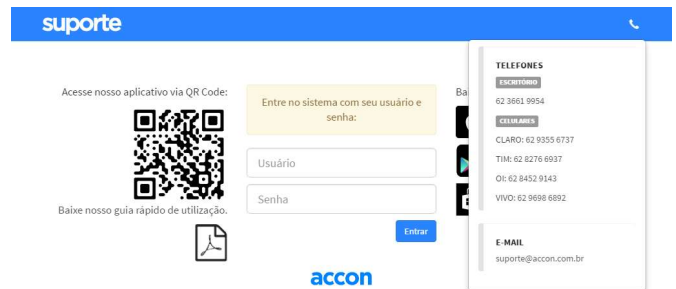 suporte
Acesse nosso aplicativo via QR Code:
Baixe nosso guia rápido de utilização.
Entre no sistema com seu usuário e
senha:
Usuário
Senha
Entrar
accon
TELEFONES
ESCRITÓRIO
62 3661 9954
CELULARES
CLARO: 62 9355 6737
TIM: 62 8276 6937
OI: 62 8452 9143
VIVO: 62 9698 6892
E-MAIL
suporte@accon.com.br